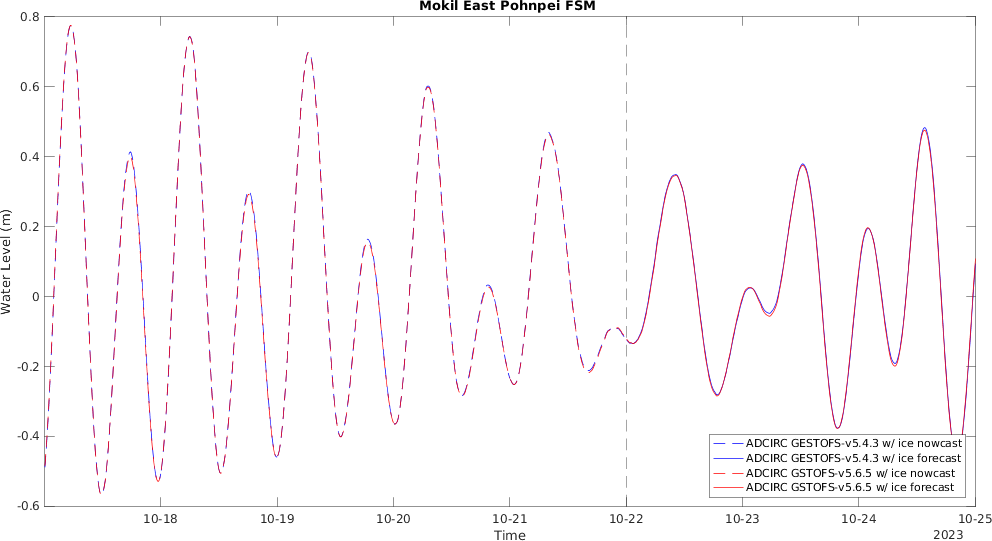 Mokil East Pohnpei FSM
0.8
0.6
0.4
0.2
0
-0.2
-0.4
-0.6
Water Level (m)
ADCIRC GESTOFS-v5.4.3 w/ ice nowcast
ADCIRC GESTOFS-v5.4.3 w/ ice forecast
ADCIRC GSTOFS-v5.6.5 w/ ice nowcast
ADCIRC GSTOFS-v5.6.5 w/ ice forecast
10-18 10-19 10-20 10-21 10-22 10-23 10-24 10-25
Time
2023